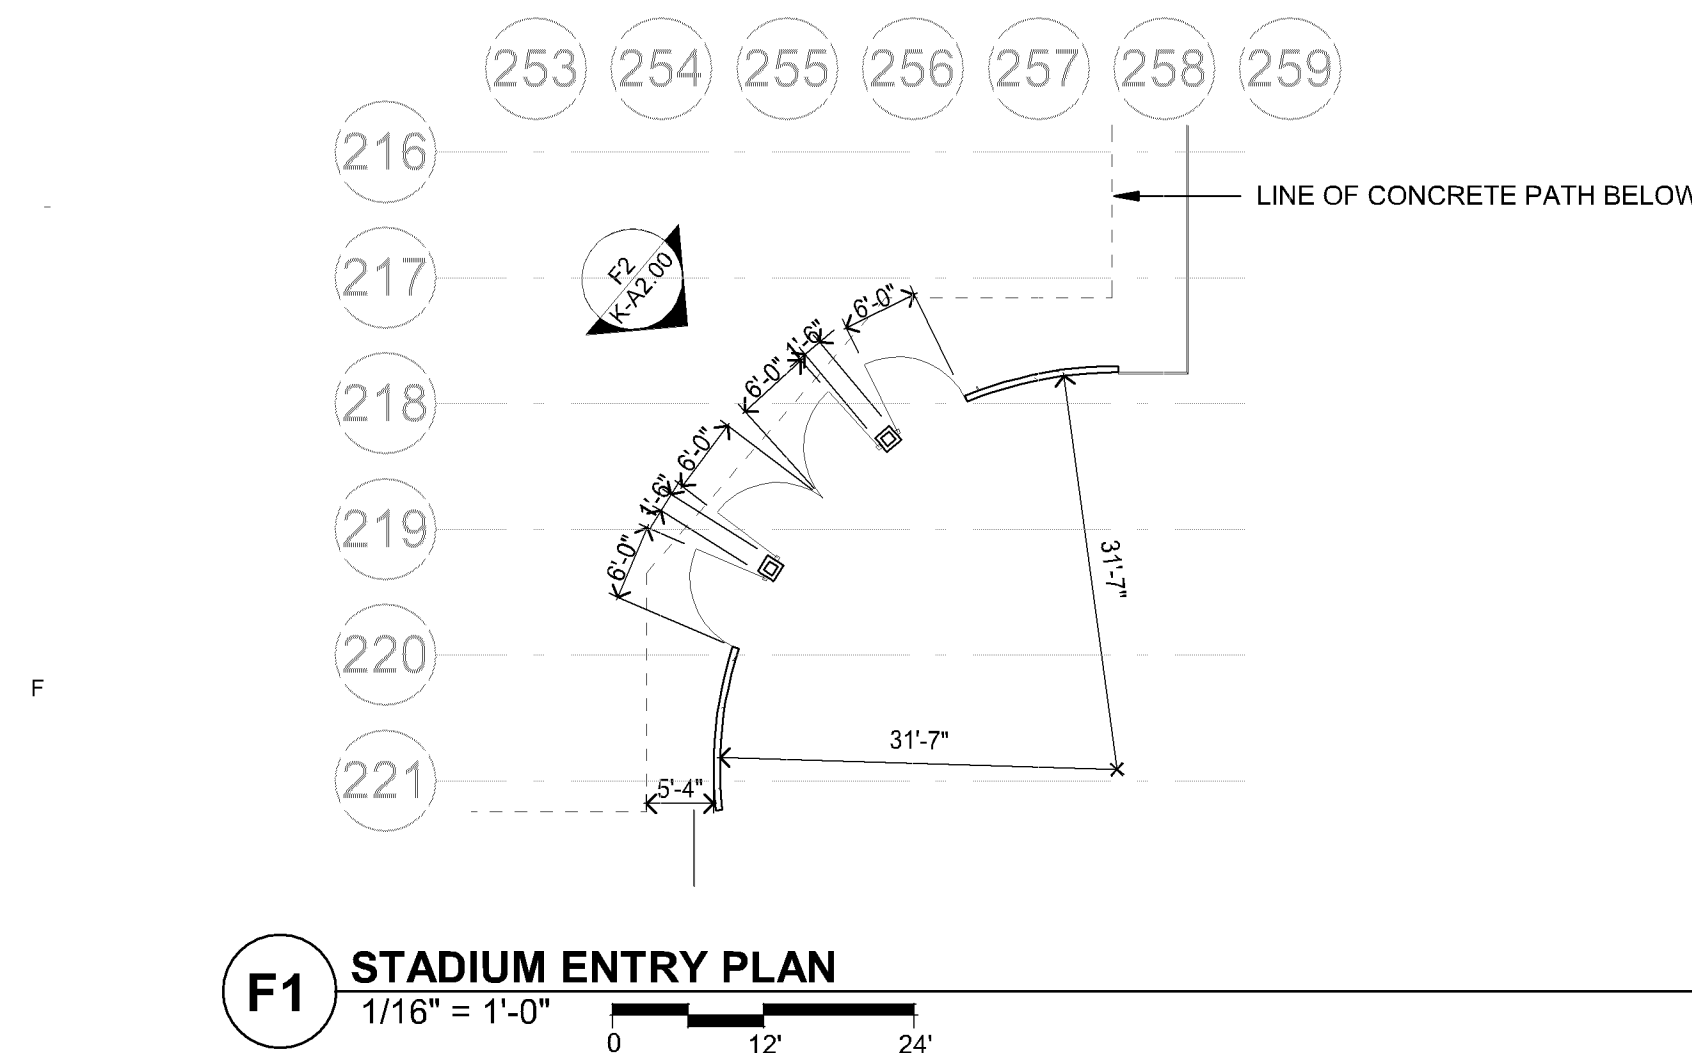 253 254 255 256 257 258 259
216
LINE OF CONCRETE PATH BELOW
217
F2
K-A2.00
6'-0"
1'-6"
6'-0"
218
6'-0"
1'-6"
219
6'-0"
31'-7"
220
F
31'-7"
221
5'-4"
F1
STADIUM ENTRY PLAN
1/16" = 1'-0"
0 12' 24'